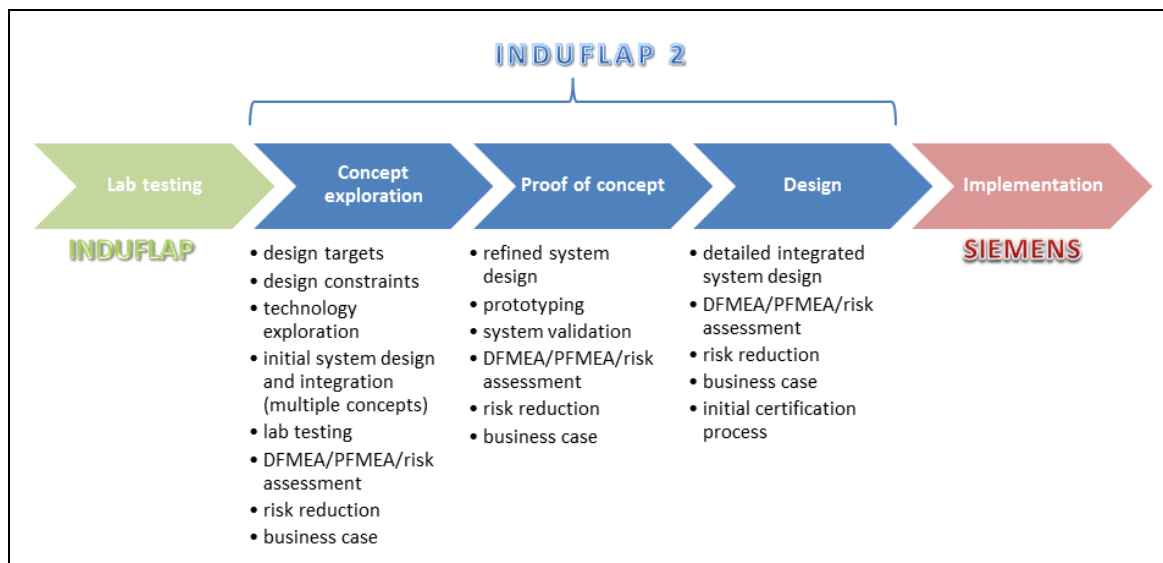 INDUFLAP 2
Lab testing
Concept
exploration
Proof of concept
Design
Implementation
INDUFLAP
SIEMENS
• design targets
• design constraints
• technology
exploration
• initial system design
and integration
(multiple concepts)
• lab testing
• DFMEA/PFMEA/risk
assessment
• risk reduction
• business case
• refined system
design
• prototyping
• system validation
• DFMEA/PFMEA/risk
assessment
• risk reduction
• business case
• detailed integrated
system design
• DFMEA/PFMEA/risk
assessment
• risk reduction
• business case
• initial certification
process